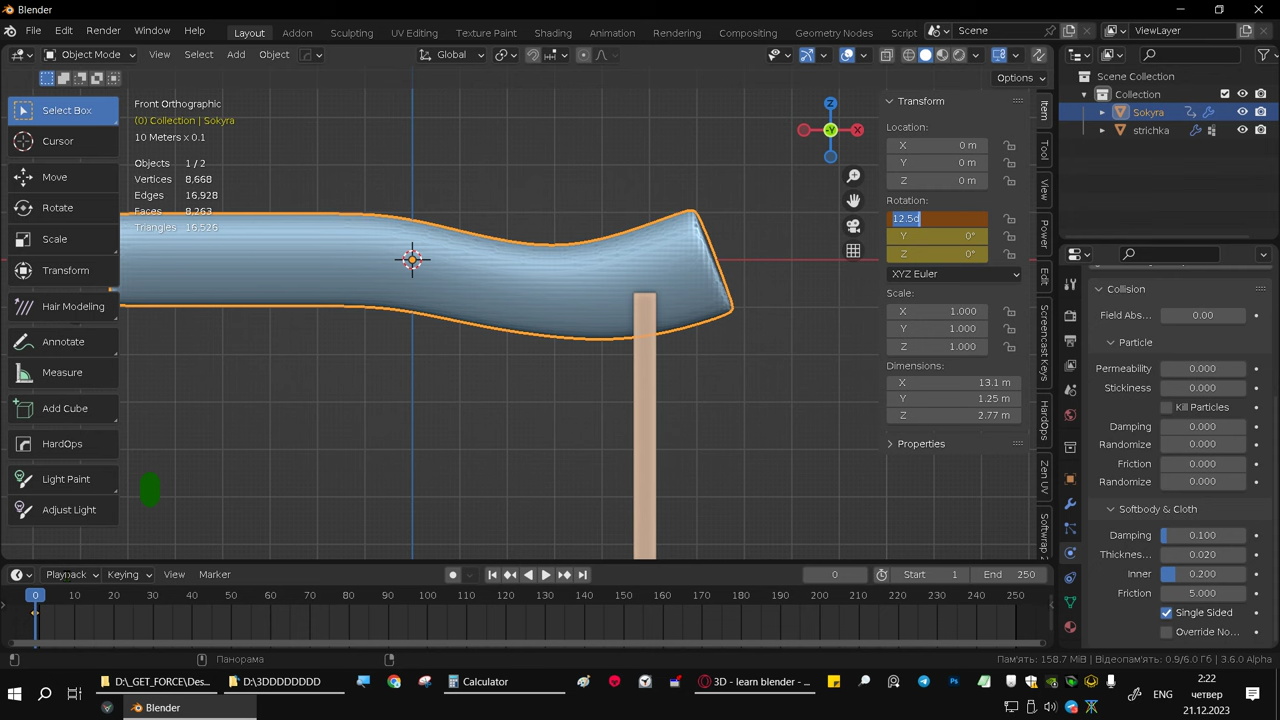 Blender
File Edit Render Window Help Layout Addon Sculpting UV Editing Texture Paint Shading Animation Rendering Compositing Geometry Nodes Script Scene ViewLayer
Object Mode View Select Add Object Global
Options
Select Box
Cursor
Move
Rotate
Scale
Transform
Hair Modeling
Annotate
Measure
Add Cube
HardOps
Light Paint
Adjust Light
Front Orthographic
(0) Collection | Sokyra
10 Meters x 0.1
Objects 1 / 2
Vertices 8,668
Edges 16,928
Faces 8,263
Triangles 16,526
Z
X
-Y
Transform
Location:
X 0 m
Y 0 m
Z 0 m
Rotation:
12.5d
Y 0°
Z 0°
XYZ Euler
Scale:
X 1.000
Y 1.000
Z 1.000
Dimensions:
X 13.1 m
Y 1.25 m
Z 2.77 m
Properties
Item
Tool
View
Power
Edit
Screencast Keys
HardOps
Zen UV
Softwrap
Scene Collection
Collection
Sokyra
strichka
Collision
Field Abs... 0.00
Particle
Permeability 0.000
Stickiness 0.000
Kill Particles
Damping 0.000
Randomize 0.000
Friction 0.000
Randomize 0.000
Softbody & Cloth
Damping 0.100
Thicknes... 0.020
Inner 0.200
Friction 5.000
Single Sided
Override No...
Playback Keying View Marker 0 Start 1 End 250
0 10 20 30 40 50 60 70 80 90 100 110 120 130 140 150 160 170 180 190 200 210 220 230 240 250
Панорама Пам'ять: 158.7 MiB | Відеопам'ять: 0.9/6.0 Гб | 3.6.0 Alpha
D:\_GET_FORCE\Des... D:\3DDDDDDDD Calculator 3D - learn blender - ... Ps
Blender
ENG
2:22
четвер
21.12.2023